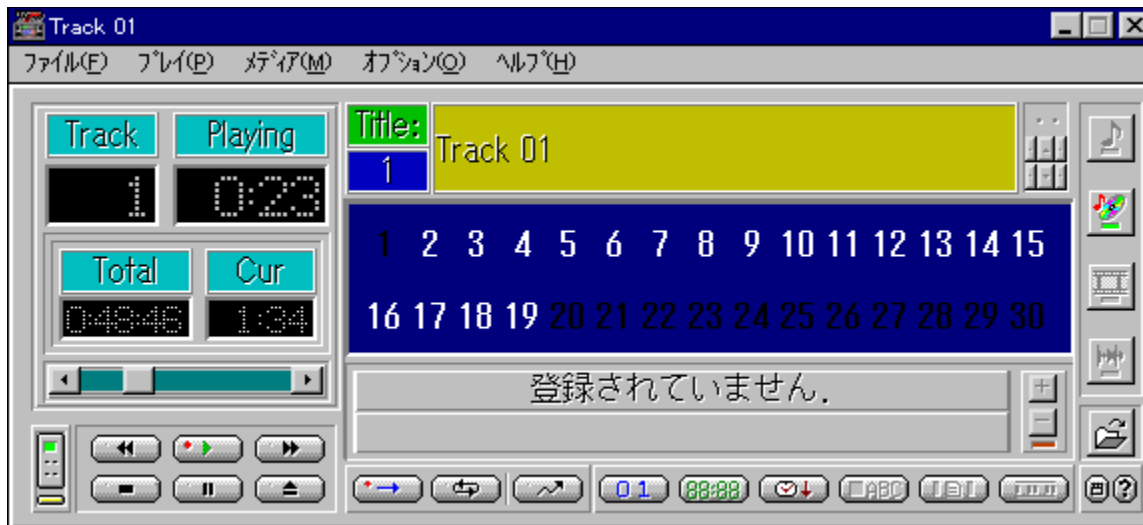 Track 01
ファイル(F) プレイ(P) メディア(M) オプション(O) ヘルプ(H)
Track Playing
1 0:23
Total Cur
04846 1:34
Title:
1
Track 01
1 2 3 4 5 6 7 8 9 10 11 12 13 14 15
16 17 18 19 20 21 22 23 24 25 26 27 28 29 30
登録されていません.
01 88:88 ABC